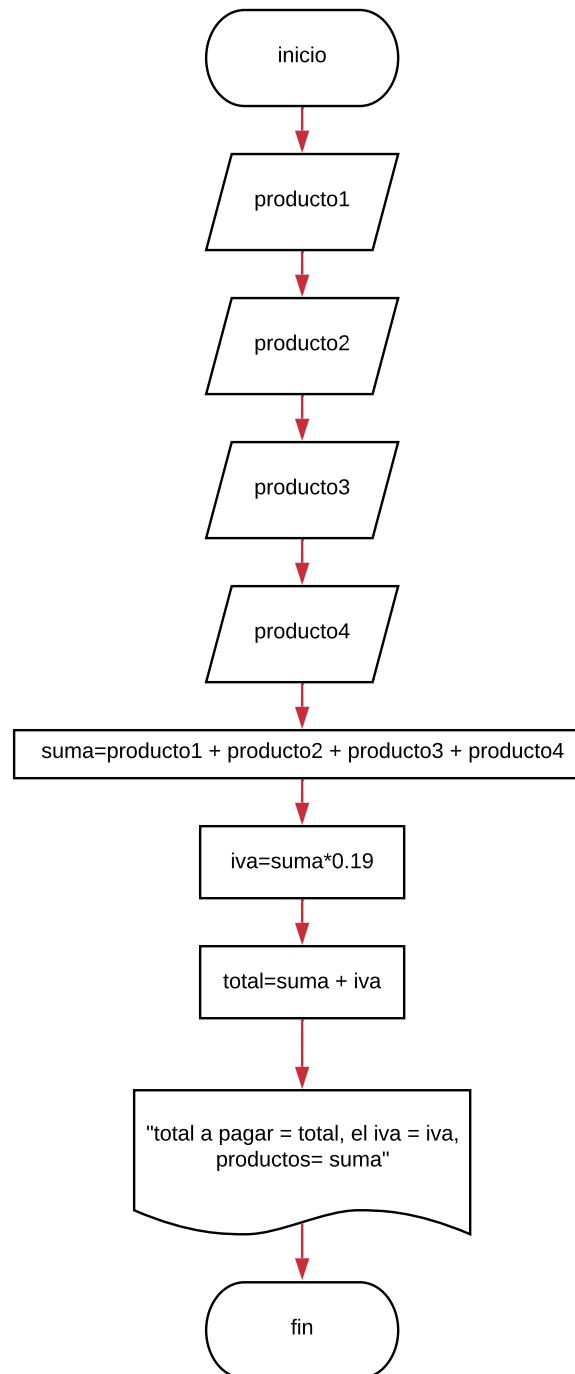 inicio
producto1
producto2
producto3
producto4
suma=producto1 + producto2 + producto3 + producto4
iva=suma*0.19
total=suma + iva
"total a pagar = total, el iva = iva,
productos= suma"
fin